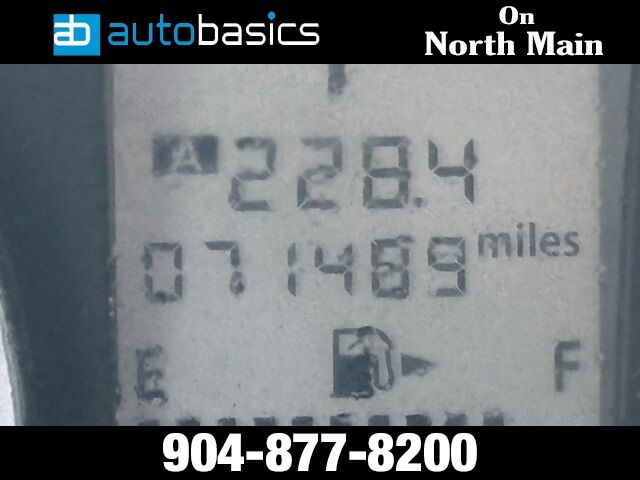 ab autobasics
On
North Main
A 228.4
071489 miles
E F
904-877-8200